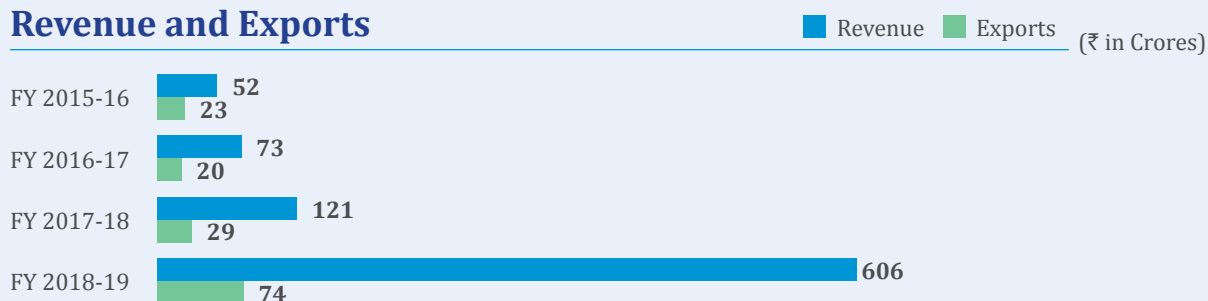 Revenue and Exports
Revenue Exports (₹ in Crores)
FY 2015-16 52
23
FY 2016-17 73
20
FY 2017-18 121
29
FY 2018-19 606
74